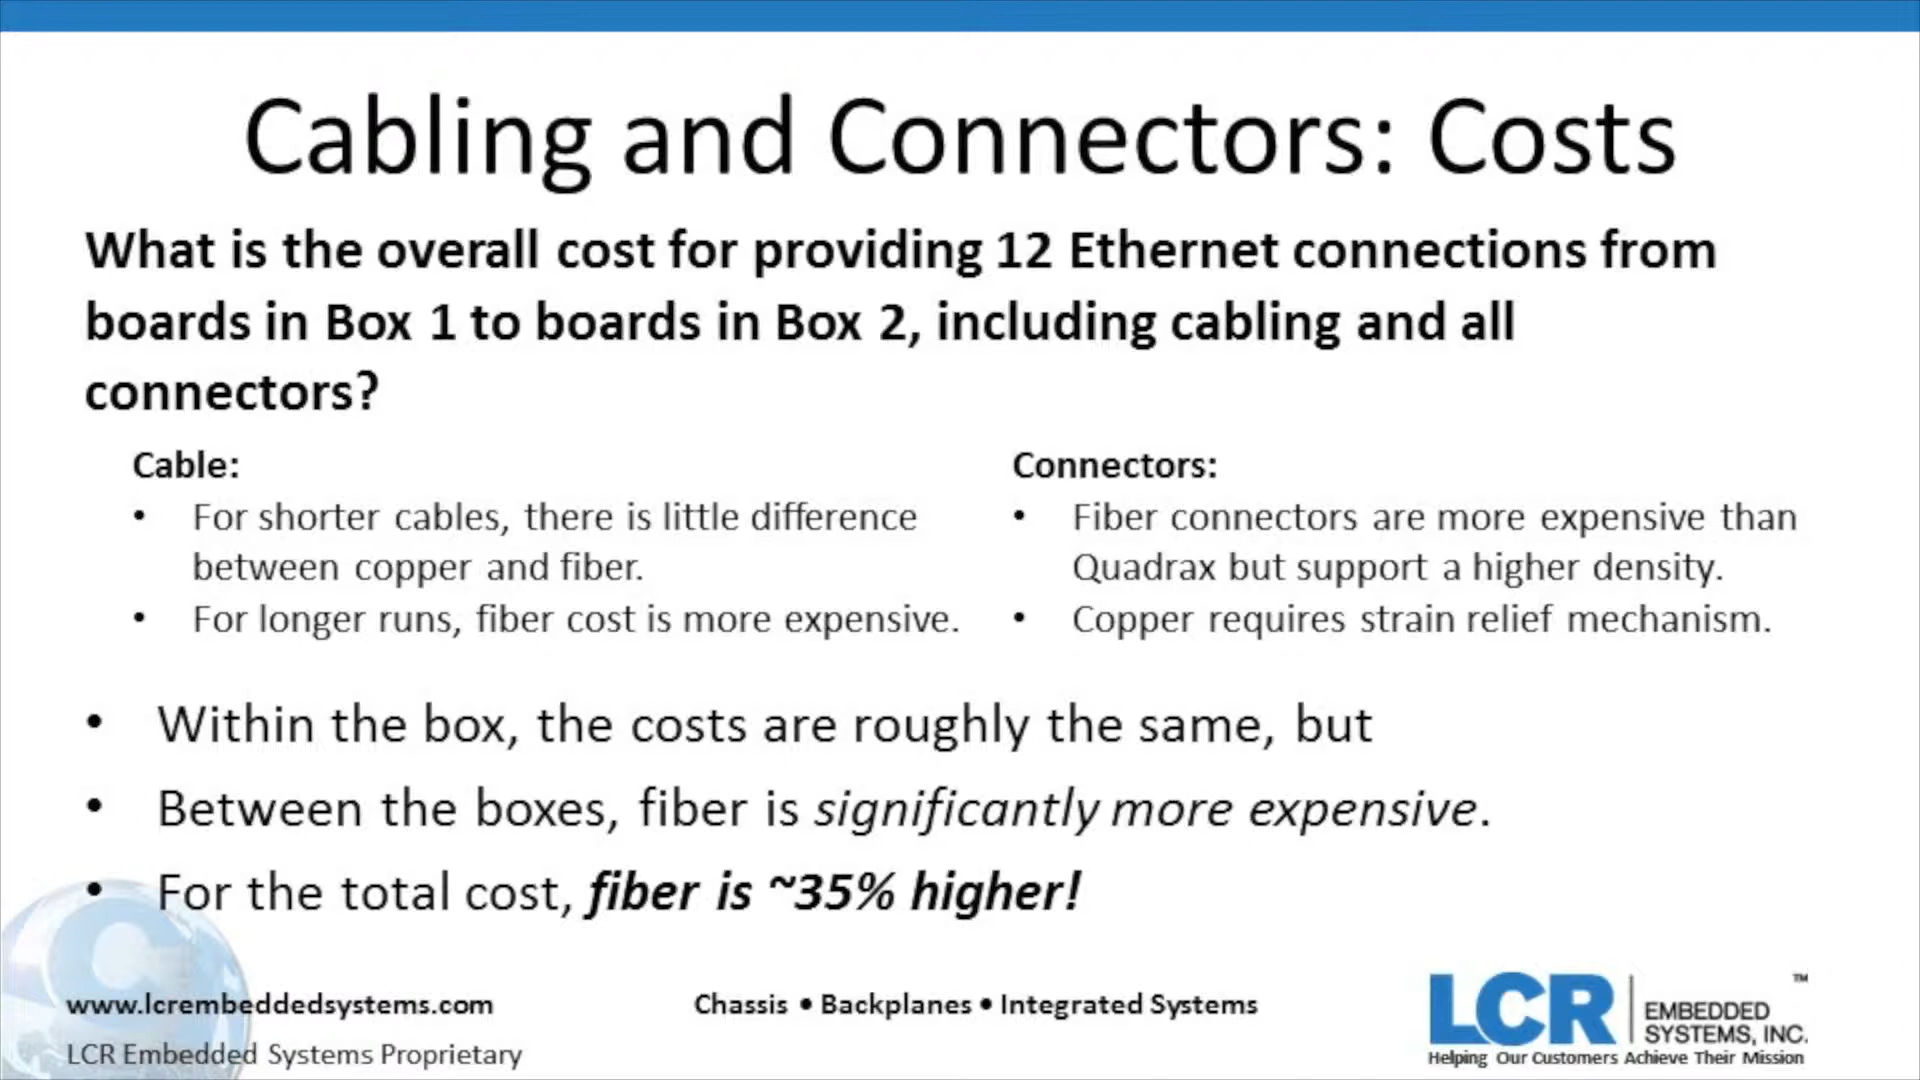 Cabling and Connectors: Costs
What is the overall cost for providing 12 Ethernet connections from
boards in Box 1 to boards in Box 2, including cabling and all
connectors?
Cable:
• For shorter cables, there is little difference
between copper and fiber.
• For longer runs, fiber cost is more expensive.
Connectors:
• Fiber connectors are more expensive than
Quadrax but support a higher density.
• Copper requires strain relief mechanism.
• Within the box, the costs are roughly the same, but
• Between the boxes, fiber is significantly more expensive.
• For the total cost, fiber is ~35% higher!
www.lcrembeddedsystems.com
LCR Embedded Systems Proprietary
Chassis • Backplanes • Integrated Systems
LCR EMBEDDED
SYSTEMS, INC.
™
Helping Our Customers Achieve Their Mission